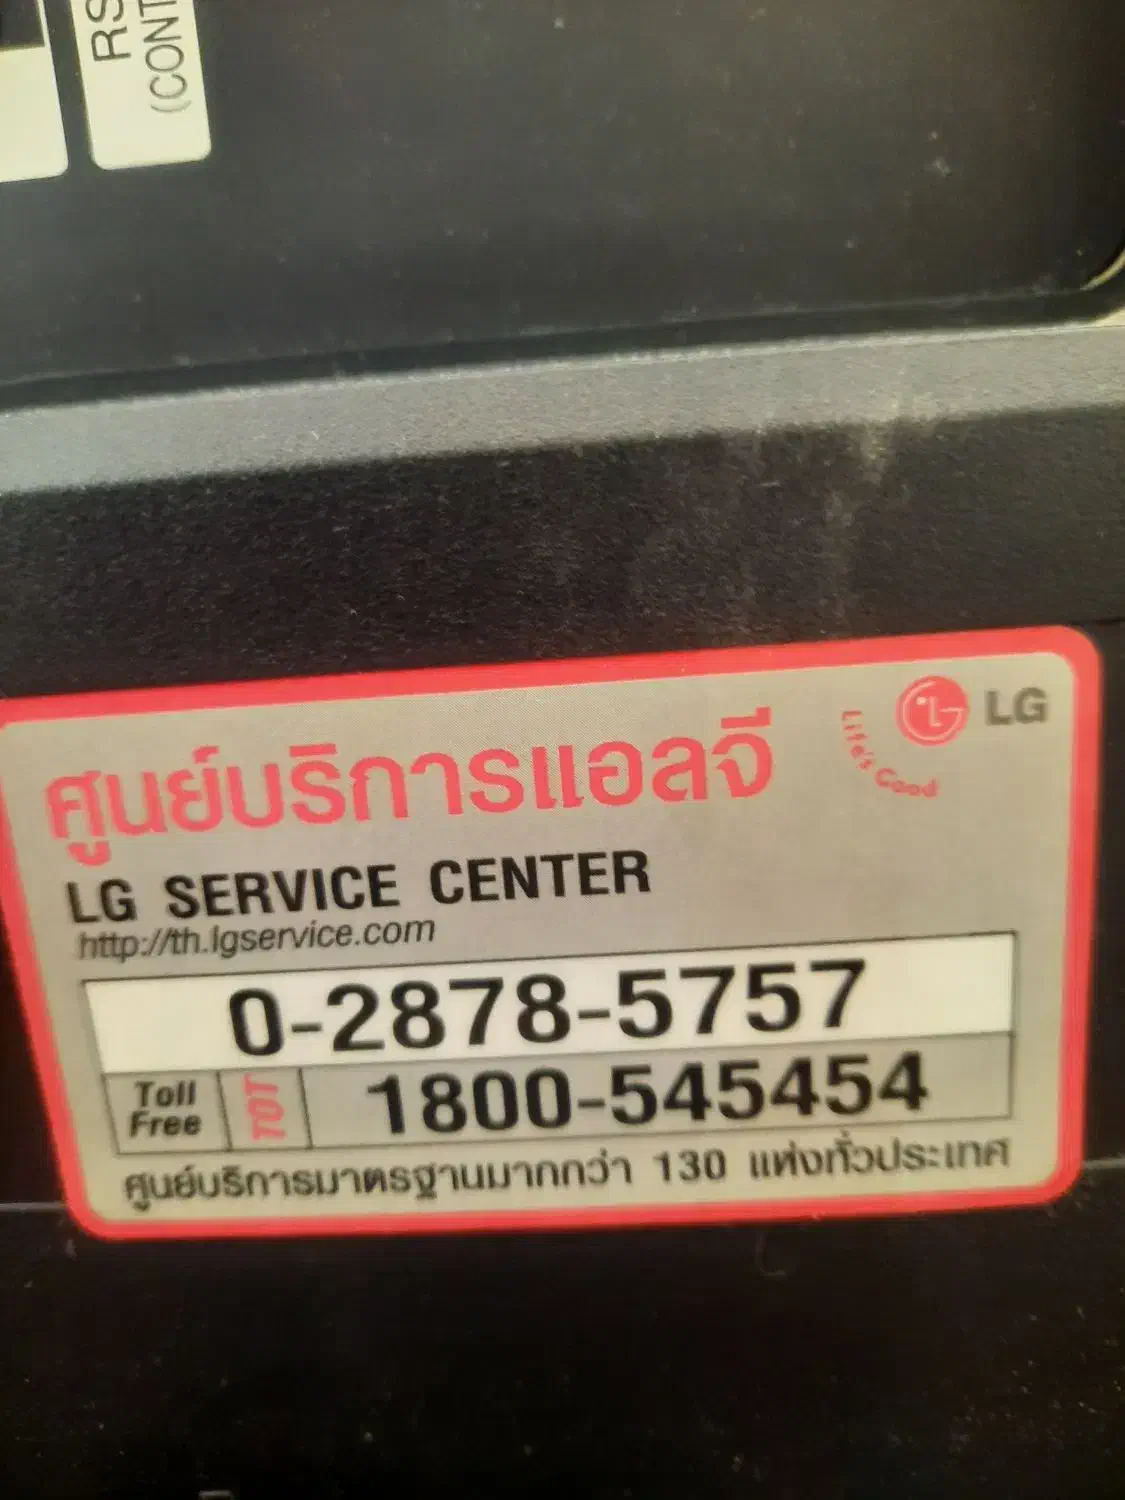 RS
(CONT
LG
Life's Good
ศูนย์บริการแอลจี
LG SERVICE CENTER
http://th.lgservice.com
0-2878-5757
Toll Free TOT 1800-545454
ศูนย์บริการมาตรฐานมากกว่า 130 แห่งทั่วประเทศ